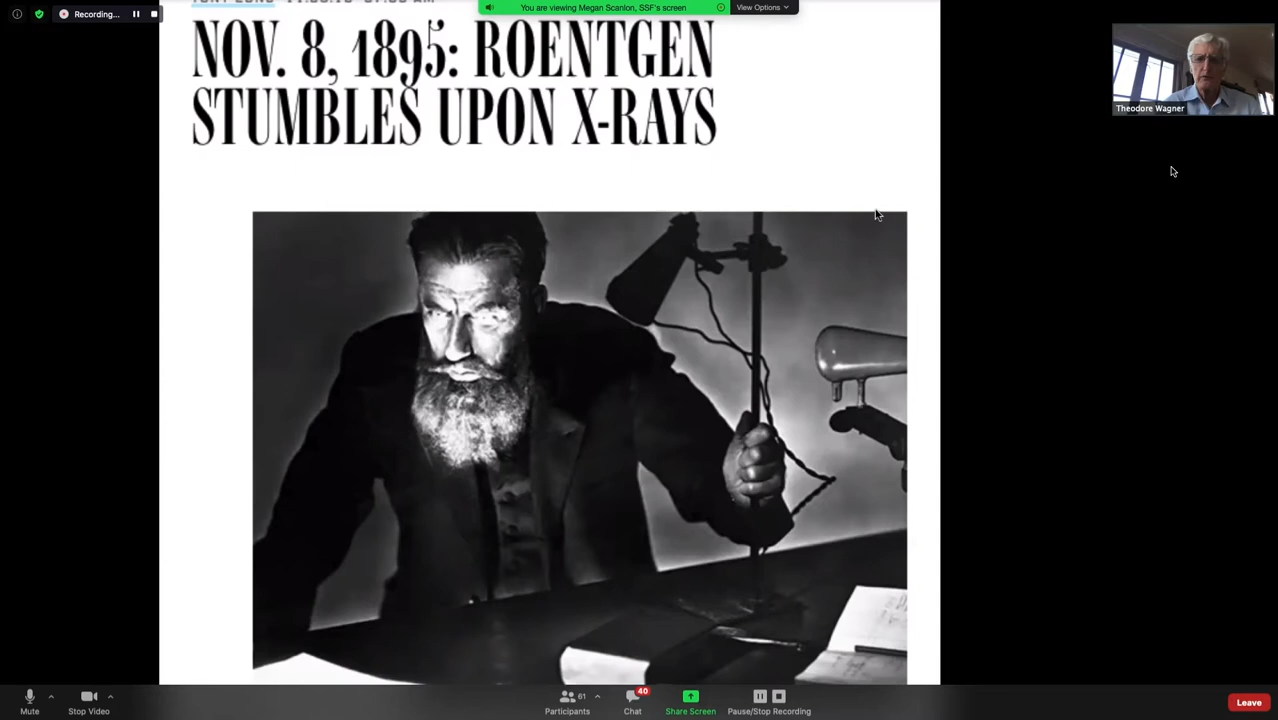 Recording...
You are viewing Megan Scanlon, SSF's screen
View Options
NOV. 8, 1895: ROENTGEN
STUMBLES UPON X-RAYS
Theodore Wagner
Mute
Stop Video
61
Participants
40
Chat
Share Screen
Pause/Stop Recording
Leave